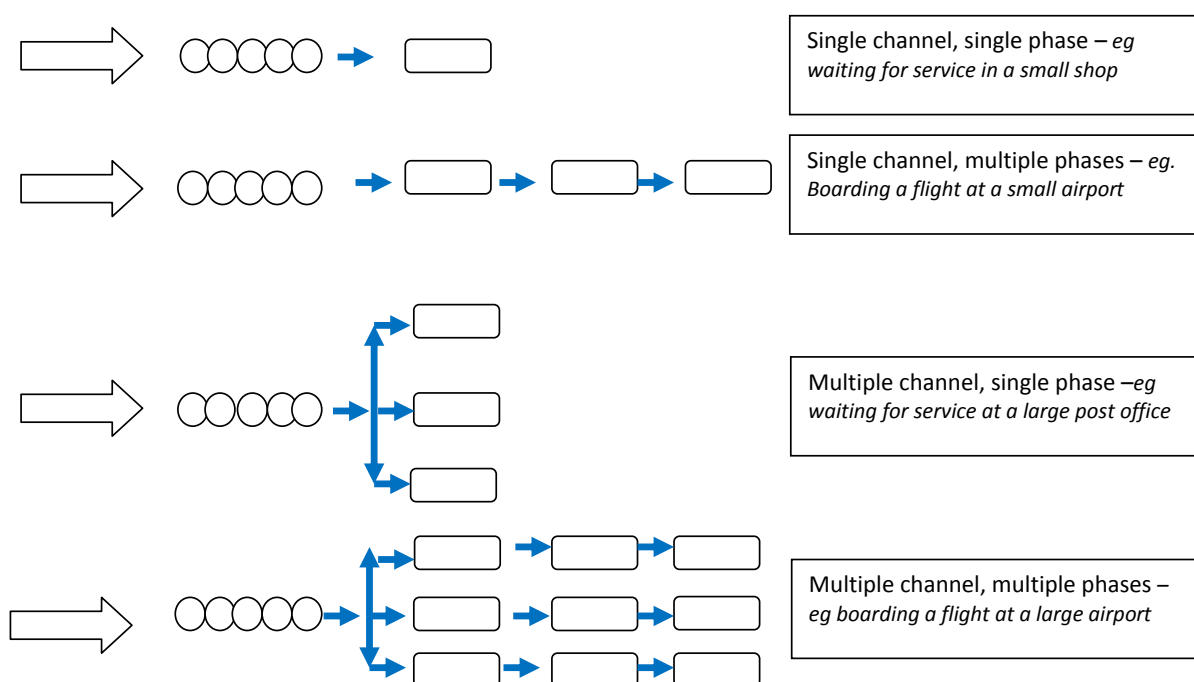 Single channel, single phase – eg
waiting for service in a small shop
Single channel, multiple phases – eg.
Boarding a flight at a small airport
Multiple channel, single phase –eg
waiting for service at a large post office
Multiple channel, multiple phases –
eg boarding a flight at a large airport